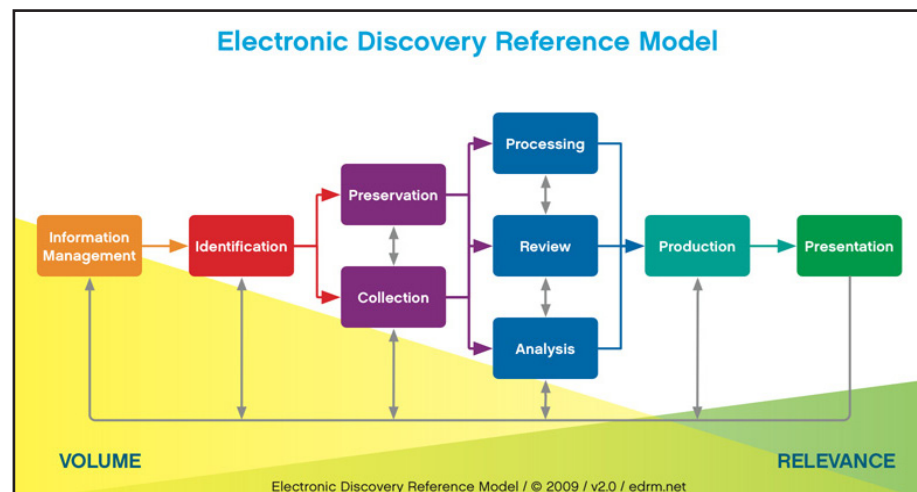 Electronic Discovery Reference Model
Information
Management
Identification
Preservation
Collection
Processing
Review
Analysis
Production
Presentation
VOLUME
RELEVANCE
Electronic Discovery Reference Model / © 2009 / v2.0 / edrm.net